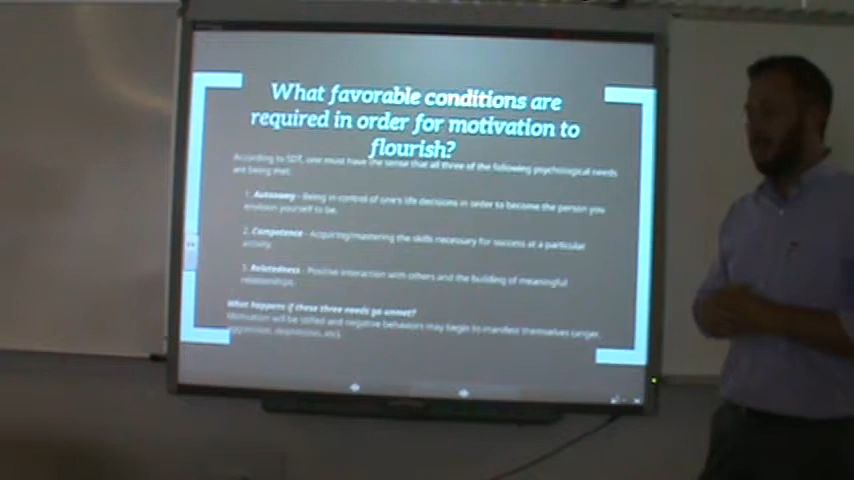 What favorable conditions are
required in order for motivation to
flourish?
According to SDT, one must have the sense that all three of the following psychological needs
are being met:
1. Autonomy - Being in control of one's life decisions in order to become the person you
envision yourself to be.
2. Competence - Acquiring/mastering the skills necessary for success at a particular
activity.
3. Relatedness - Positive interaction with others and the building of meaningful
relationships.
What happens if these three needs go unmet?
Motivation will be stifled and negative behaviors may begin to manifest themselves (anger,
aggression, depression, etc).